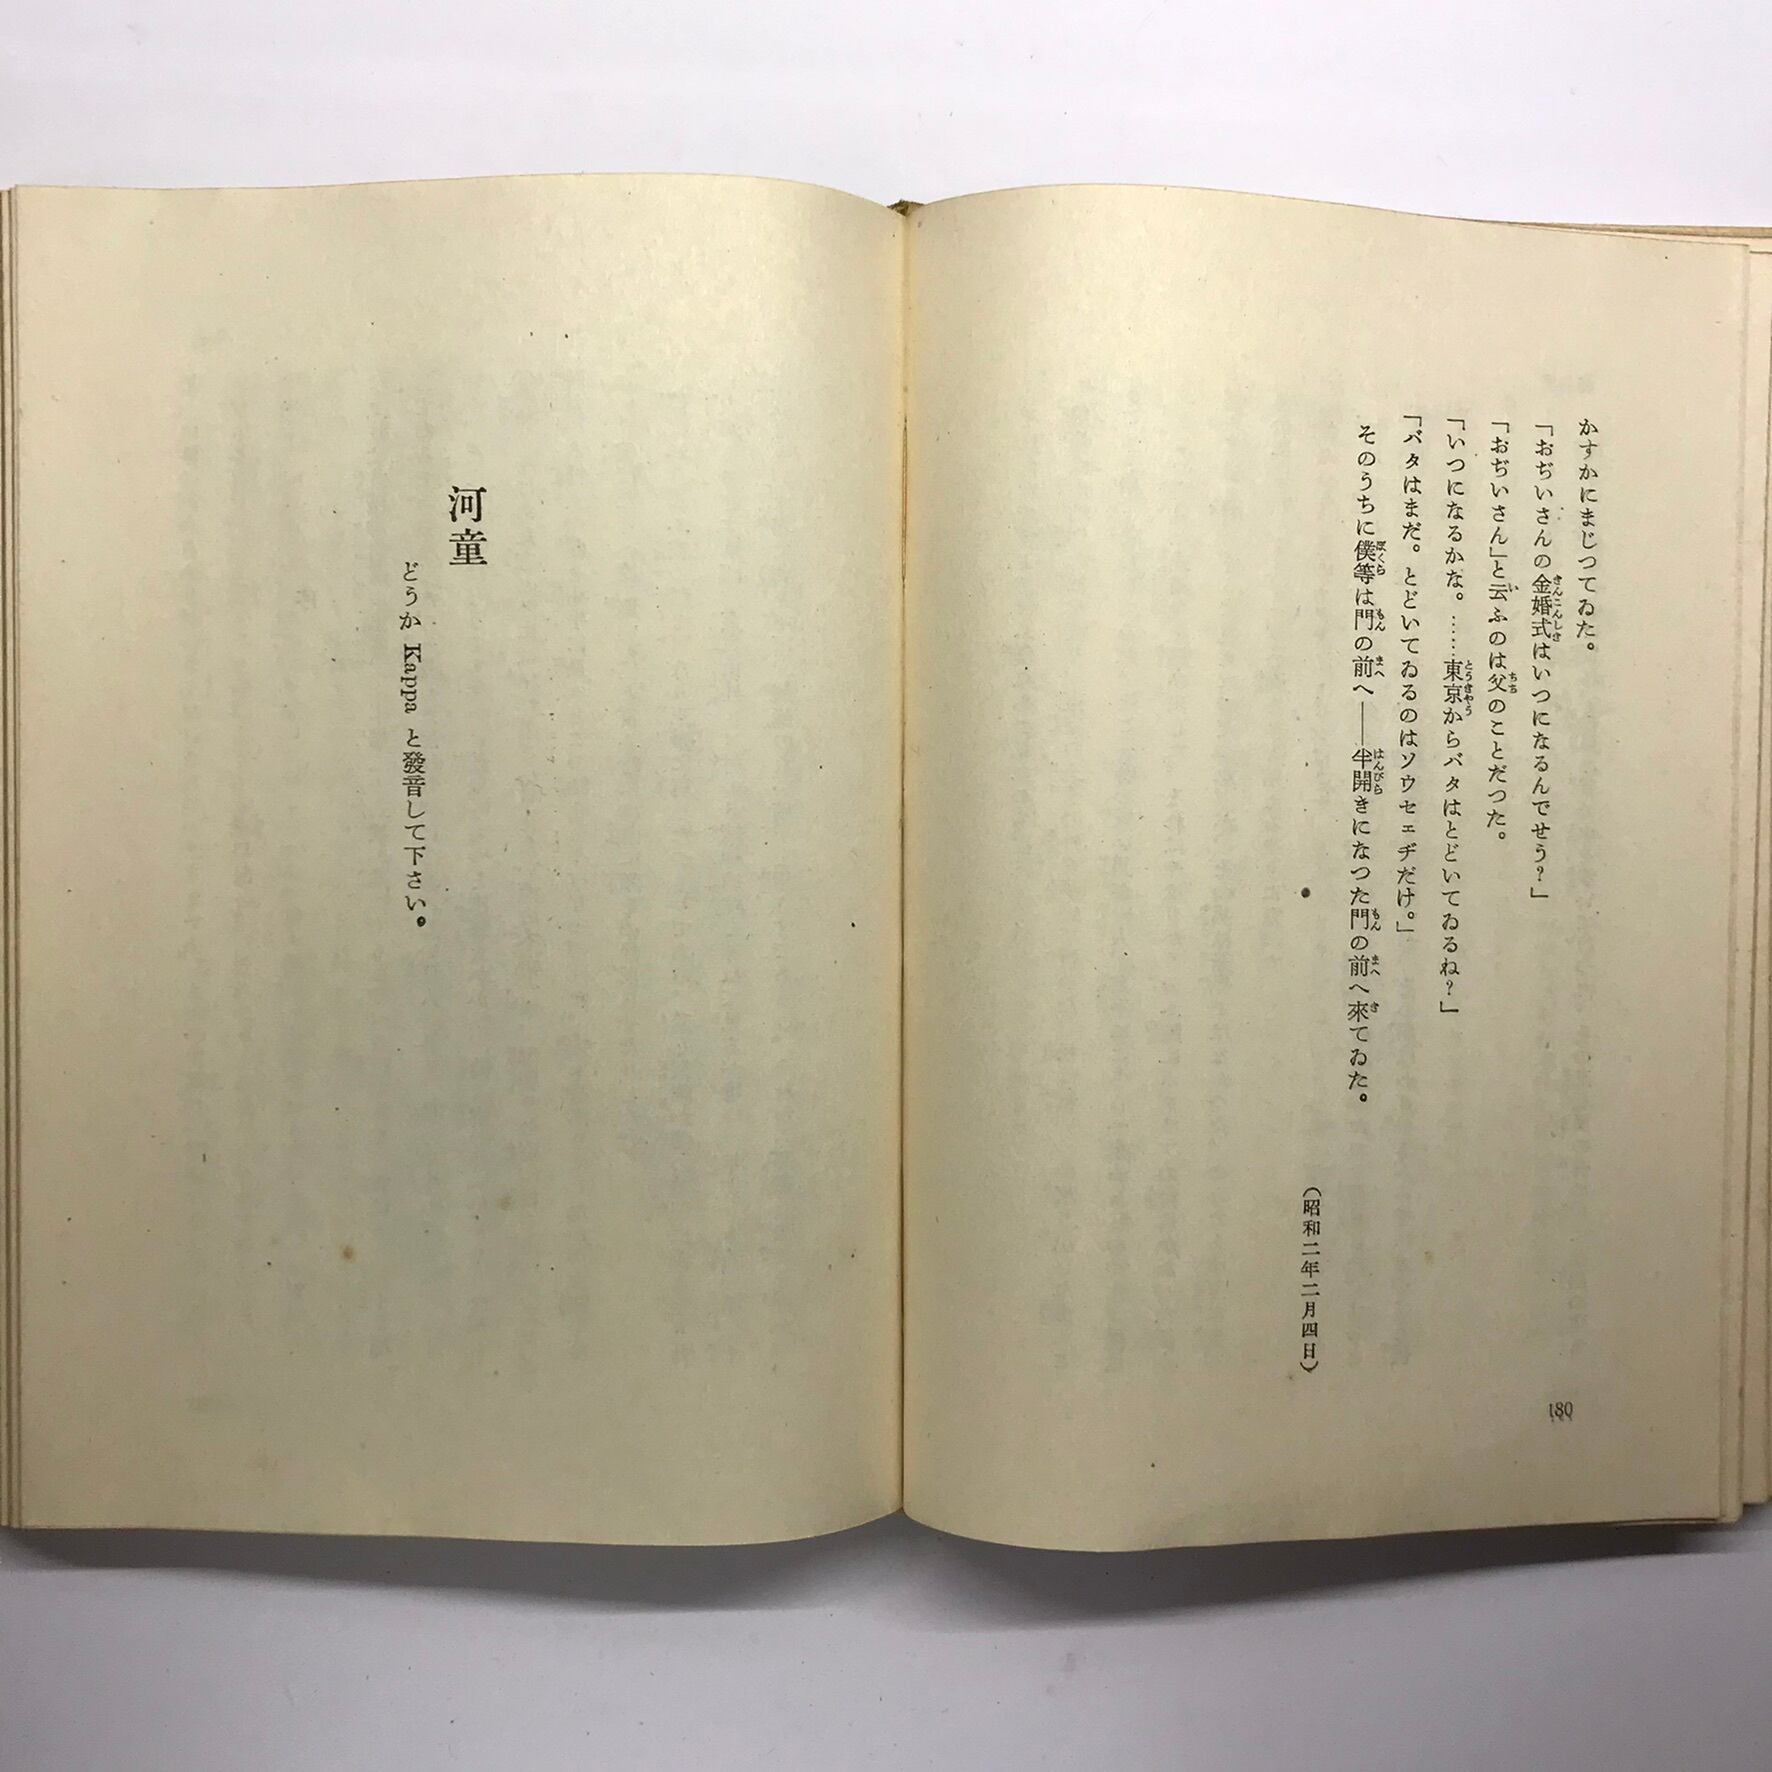 かすかにまじつてゐた。
「おぢいさんの金婚式はいつになるんでせう？」
「おぢいさん」と云ふのは父のことだつた。
「いつになるかな。……東京からバタはとどいてゐるね？」
「バタはまだ。とどいてゐるのはソウセェヂだけ。」
そのうちに僕等は門の前へ――半開きになつた門の前へ來てゐた。
（昭和二年二月四日）
180
河童
どうか Kappa と發音して下さい。